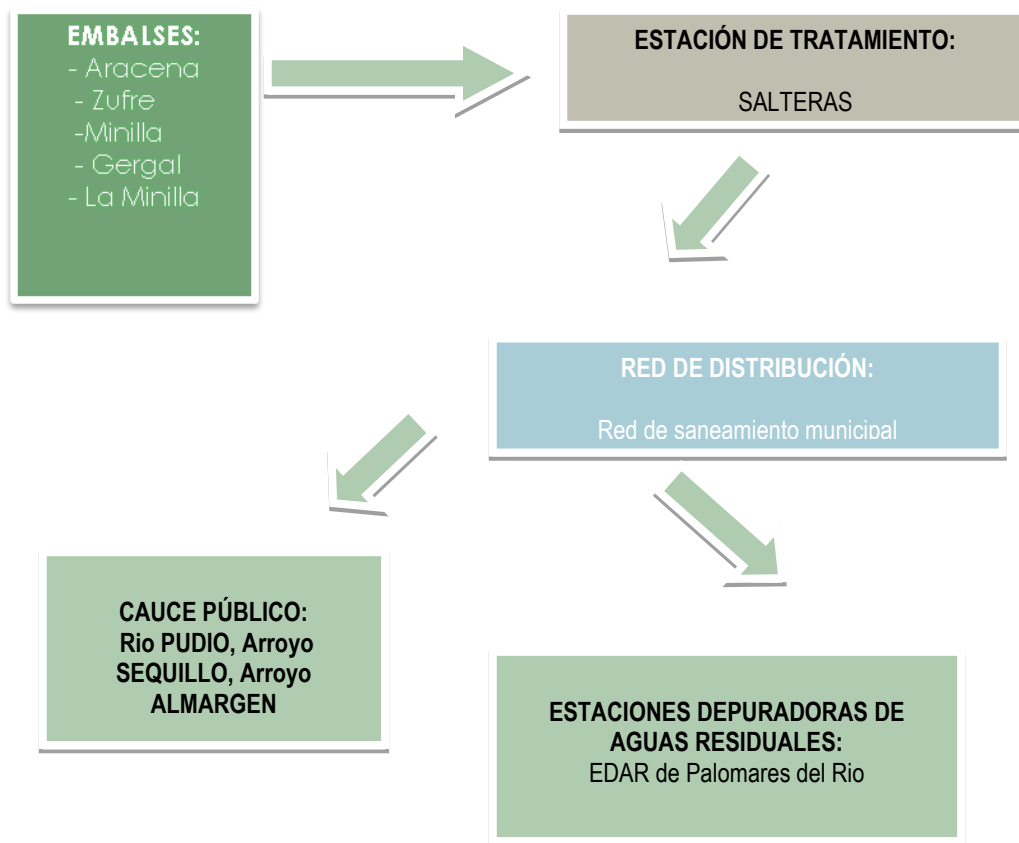 EMBALSES:
- Aracena
- Zufre
-Minilla
- Gergal
- La Minilla
ESTACIÓN DE TRATAMIENTO:
SALTERAS
RED DE DISTRIBUCIÓN:
Red de saneamiento municipal
CAUCE PÚBLICO:
Rio PUDIO, Arroyo
SEQUILLO, Arroyo
ALMARGEN
ESTACIONES DEPURADORAS DE
AGUAS RESIDUALES:
EDAR de Palomares del Rio